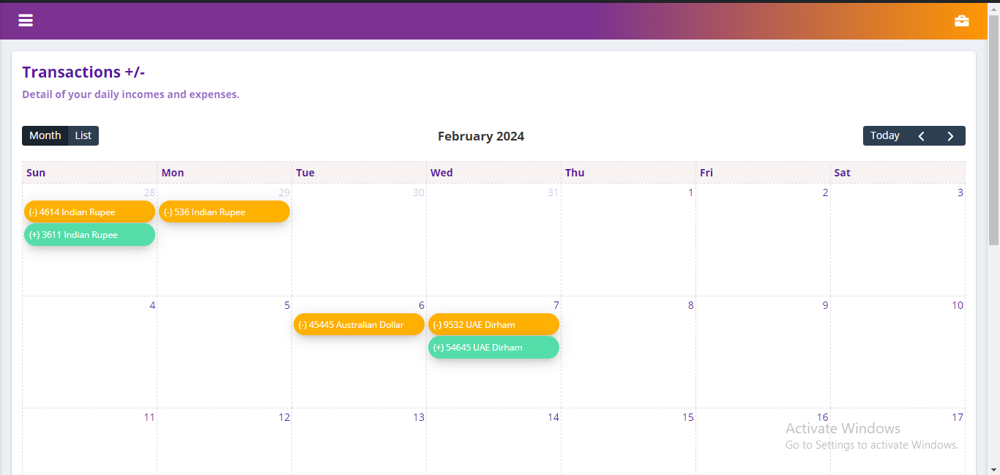 Transactions +/-
Detail of your daily incomes and expenses.
Month List February 2024 Today
Sun Mon Tue Wed Thu Fri Sat
28 29 30 31 1 2 3
(-) 4614 Indian Rupee (-) 536 Indian Rupee
(+) 3611 Indian Rupee
4 5 6 7 8 9 10
(-) 45445 Australian Dollar (-) 9532 UAE Dirham
(+) 54645 UAE Dirham
11 12 13 14 15 16 17
Activate Windows
Go to Settings to activate Windows.